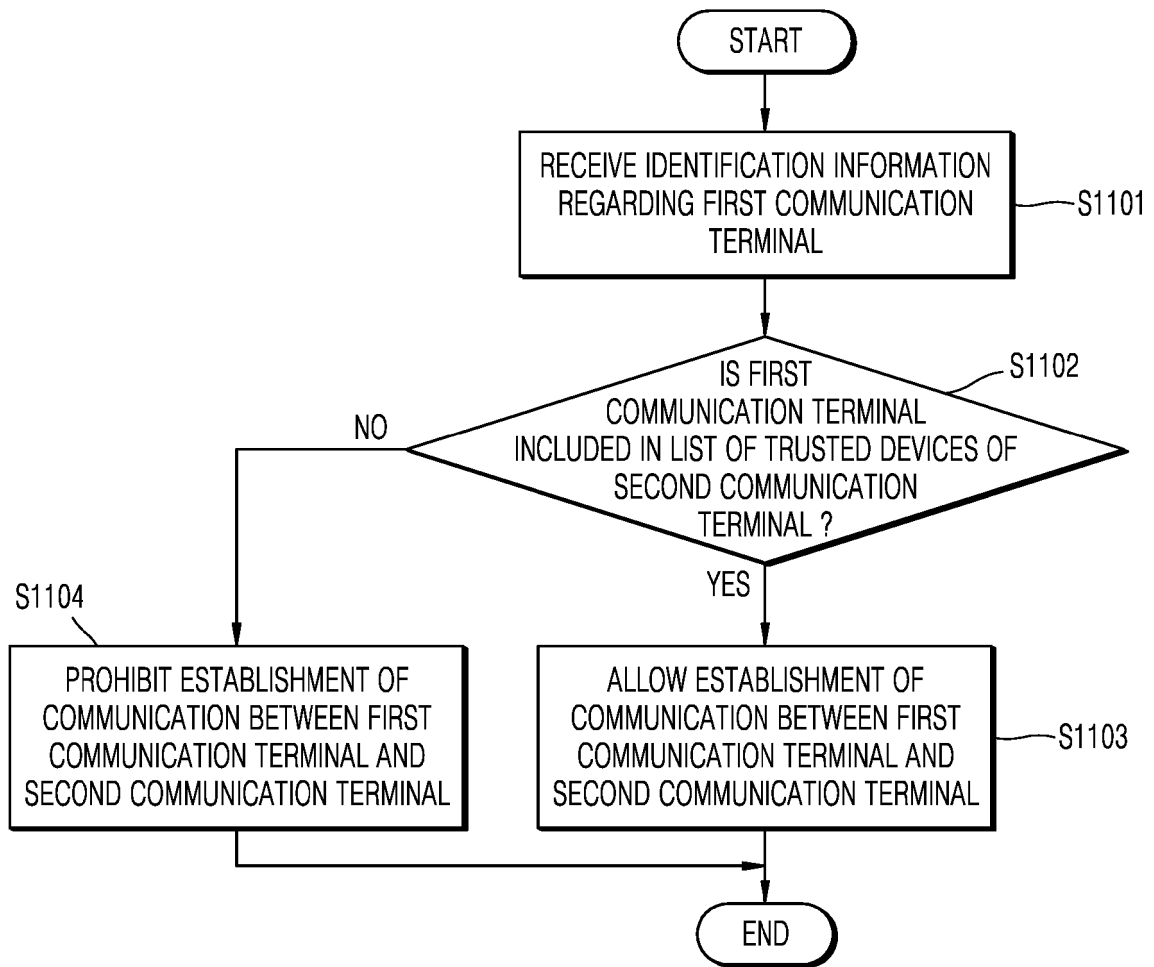 START
RECEIVE IDENTIFICATION INFORMATION
REGARDING FIRST COMMUNICATION
TERMINAL
S1101
IS FIRST
COMMUNICATION TERMINAL
INCLUDED IN LIST OF TRUSTED DEVICES OF
SECOND COMMUNICATION
TERMINAL ?
S1102
NO
YES
S1104
PROHIBIT ESTABLISHMENT OF
COMMUNICATION BETWEEN FIRST
COMMUNICATION TERMINAL AND
SECOND COMMUNICATION TERMINAL
ALLOW ESTABLISHMENT OF
COMMUNICATION BETWEEN FIRST
COMMUNICATION TERMINAL AND
SECOND COMMUNICATION TERMINAL
S1103
END